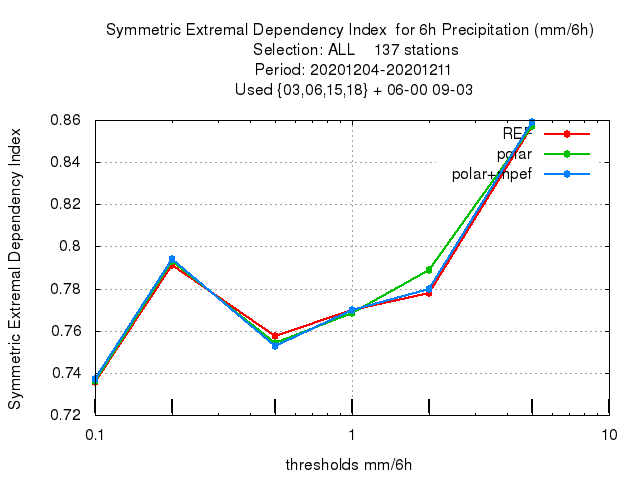 Symmetric Extremal Dependency Index  for 6h Precipitation (mm/6h)
Selection: ALL    137 stations
Period: 20201204-20201211
Used {03,06,15,18} + 06-00 09-03
REF
polar
polar+mpef
Symmetric Extremal Dependency Index
0.86
0.84
0.82
0.8
0.78
0.76
0.74
0.72
0.1
1
10
thresholds mm/6h